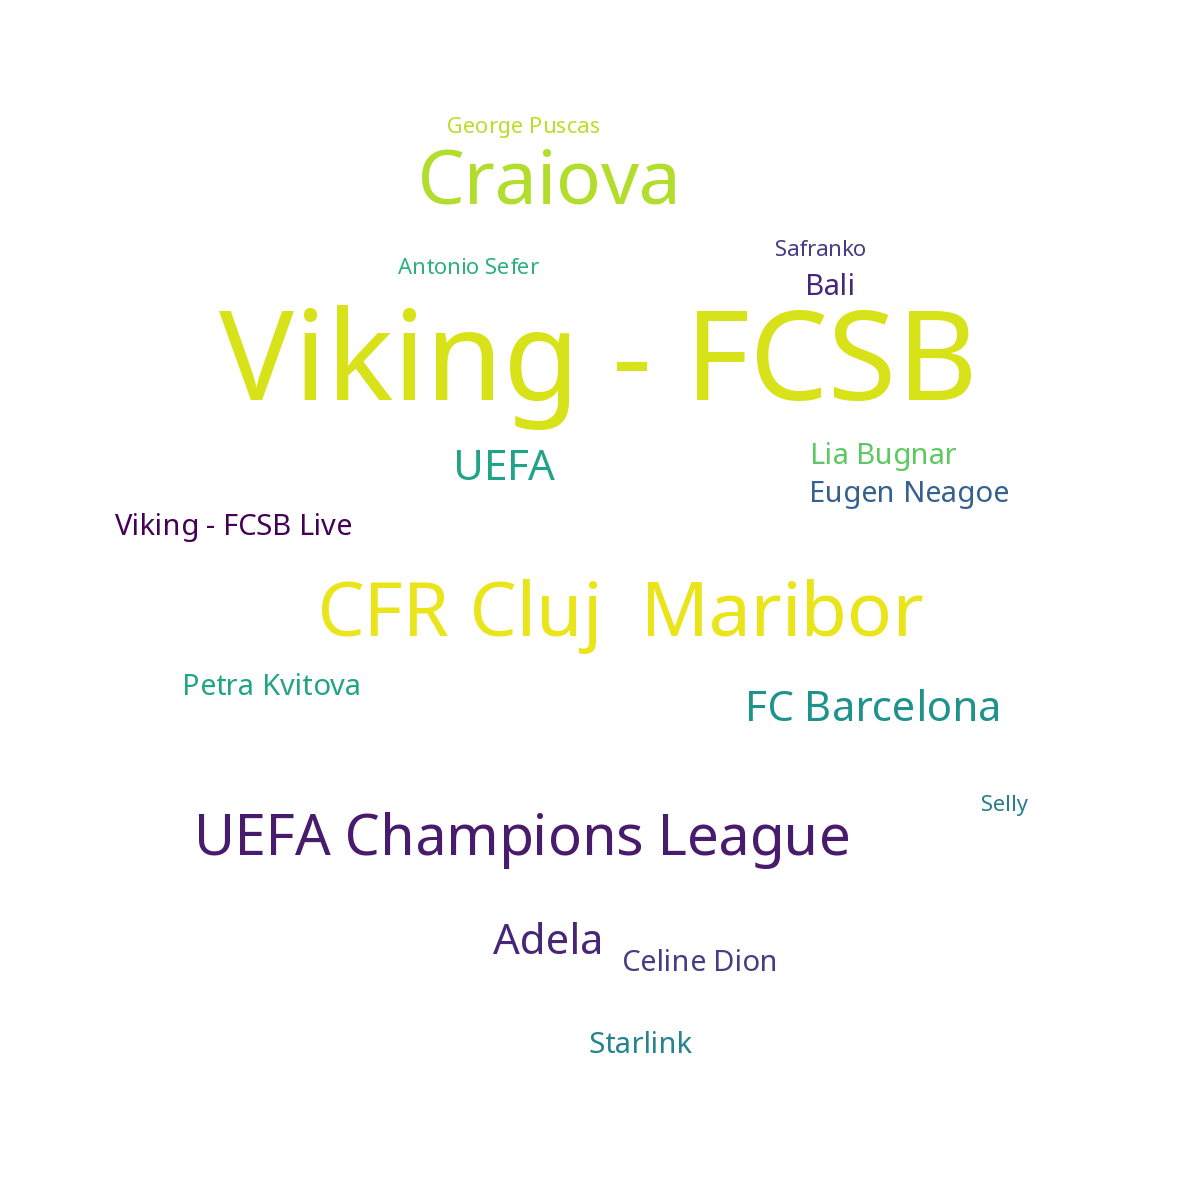 George Puscas
Craiova
Safranko
Antonio Sefer
Bali
Viking - FCSB
UEFA
Lia Bugnar
Eugen Neagoe
Viking - FCSB Live
CFR Cluj  Maribor
Petra Kvitova
FC Barcelona
Selly
UEFA Champions League
Adela
Celine Dion
Starlink